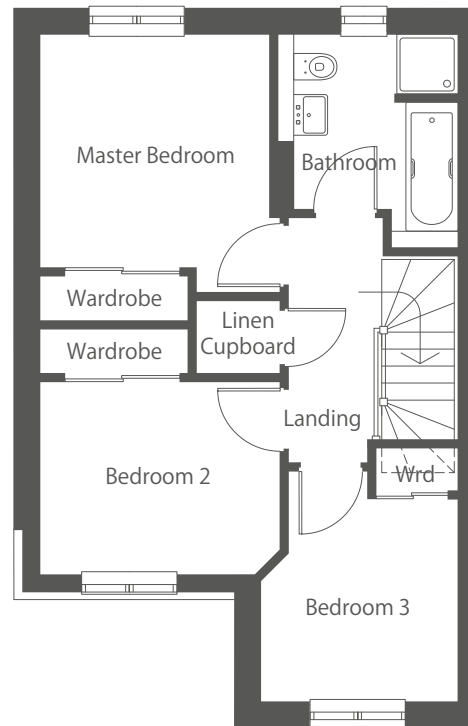 Master Bedroom
Bathroom
Wardrobe
Linen
Cupboard
Wardrobe
Landing
Bedroom 2
Wrd
Bedroom 3